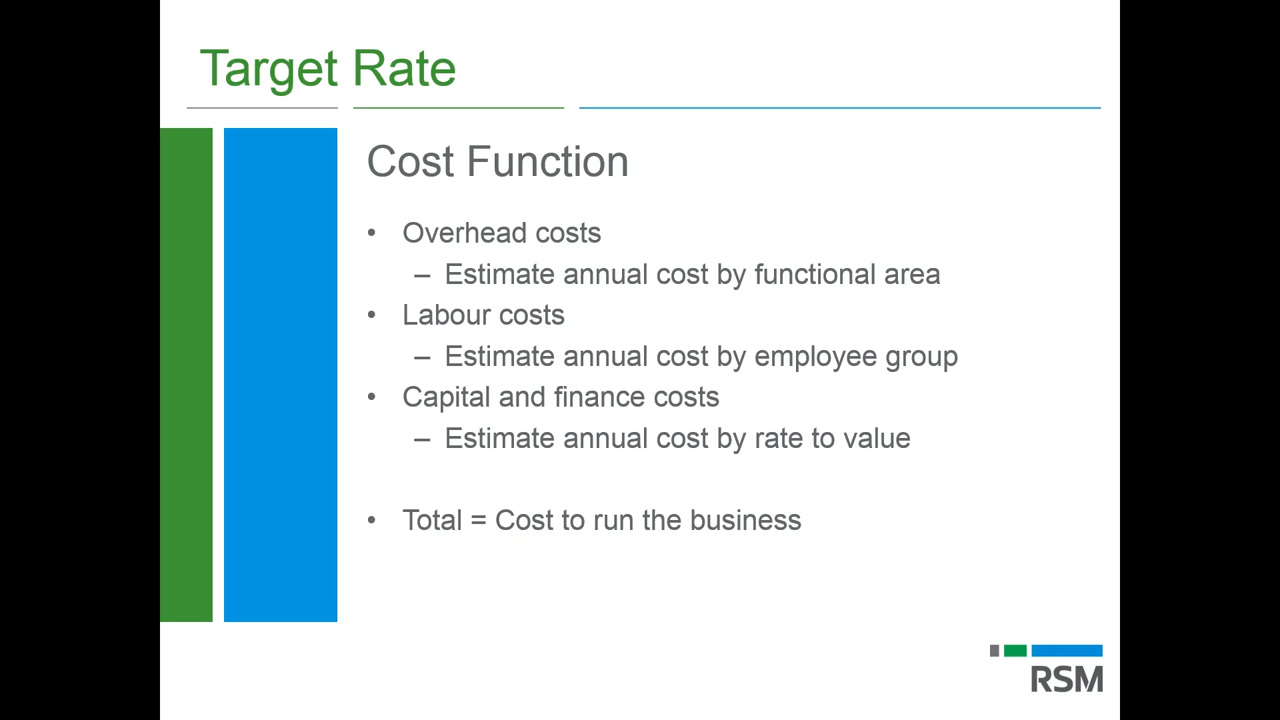 Target Rate
Cost Function
• Overhead costs
– Estimate annual cost by functional area
• Labour costs
– Estimate annual cost by employee group
• Capital and finance costs
– Estimate annual cost by rate to value
• Total = Cost to run the business
RSM